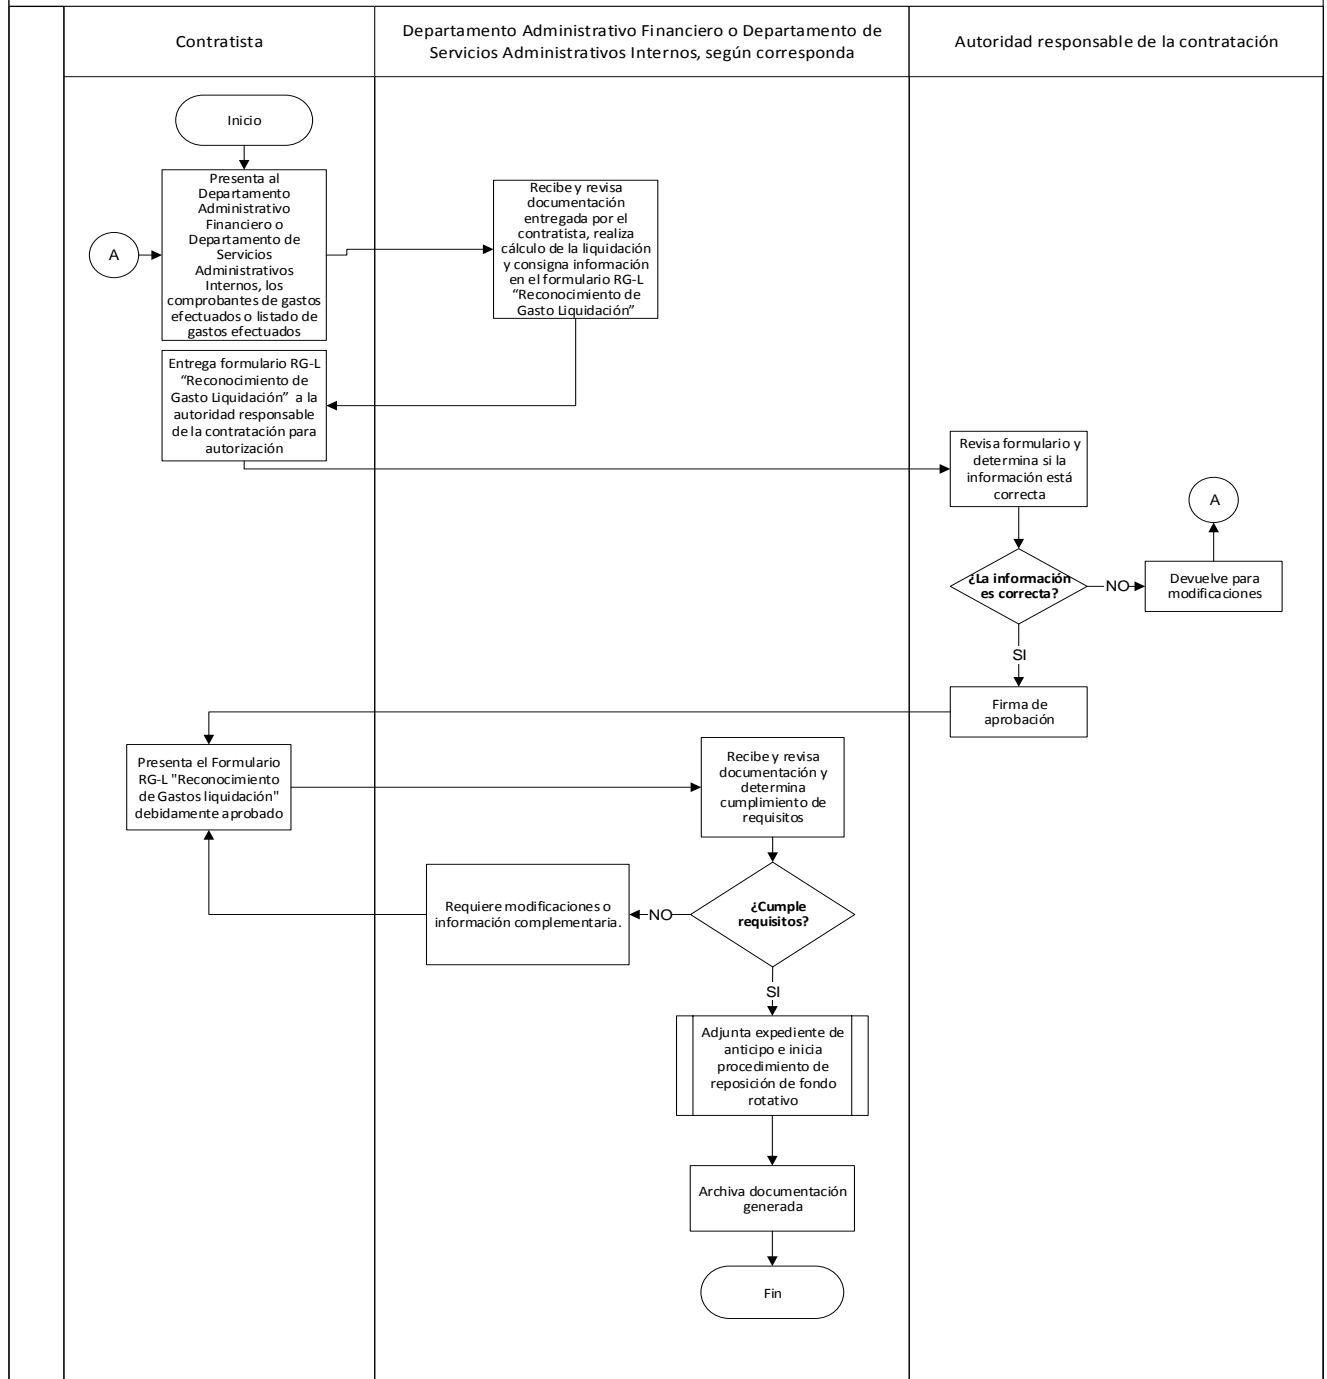 Contratista
Departamento Administrativo Financiero o Departamento de
Servicios Administrativos Internos, según corresponda
Autoridad responsable de la contratación
Inicio
Presenta al
Departamento
Administrativo
Financiero o
Departamento de
Servicios
Administrativos
Internos, los
comprobantes de gastos
efectuados o listado de
gastos efectuados
A
Recibe y revisa
documentación
entregada por el
contratista, realiza
cálculo de la liquidación
y consigna información
en el formulario RG-L
“Reconocimiento de
Gasto Liquidación”
Entrega formulario RG-L
“Reconocimiento de
Gasto Liquidación” a la
autoridad responsable
de la contratación para
autorización
Revisa formulario y
determina si la
información está
correcta
A
¿La información
es correcta?
NO
Devuelve para
modificaciones
SI
Firma de
aprobación
Presenta el Formulario
RG-L "Reconocimiento
de Gastos liquidación"
debidamente aprobado
Recibe y revisa
documentación y
determina
cumplimiento de
requisitos
Requiere modificaciones o
información complementaria.
NO
¿Cumple
requisitos?
SI
Adjunta expediente de
anticipo e inicia
procedimiento de
reposición de fondo
rotativo
Archiva documentación
generada
Fin